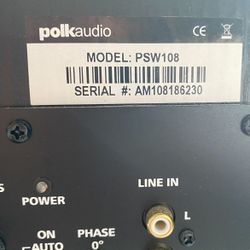 polkaudio
CE
MODEL: PSW108
SERIAL #: AM108186230
S
POWER
LINE IN
L
ON
AUTO
PHASE
0°